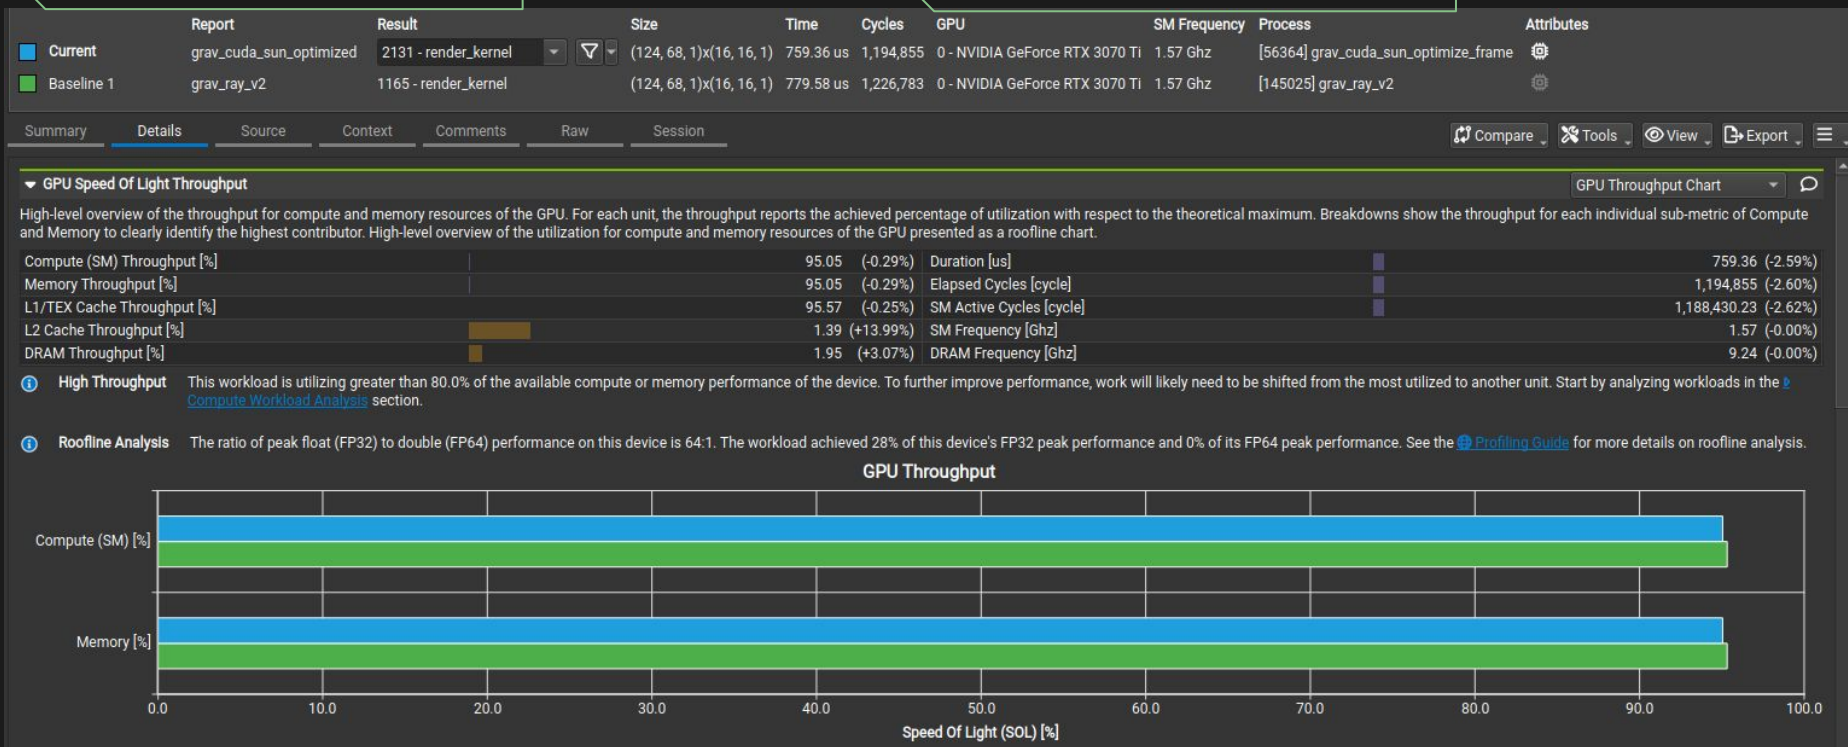 Report Result Size Time Cycles GPU SM Frequency Process Attributes
Current grav_cuda_sun_optimized 2131 - render_kernel (124, 68, 1)x(16, 16, 1) 759.36 us 1,194,855 0 - NVIDIA GeForce RTX 3070 Ti 1.57 Ghz [56364] grav_cuda_sun_optimize_frame
Baseline 1 grav_ray_v2 1165 - render_kernel (124, 68, 1)x(16, 16, 1) 779.58 us 1,226,783 0 - NVIDIA GeForce RTX 3070 Ti 1.57 Ghz [145025] grav_ray_v2
Summary Details Source Context Comments Raw Session Compare Tools View Export
GPU Speed Of Light Throughput GPU Throughput Chart
High-level overview of the throughput for compute and memory resources of the GPU. For each unit, the throughput reports the achieved percentage of utilization with respect to the theoretical maximum. Breakdowns show the throughput for each individual sub-metric of Compute
and Memory to clearly identify the highest contributor. High-level overview of the utilization for compute and memory resources of the GPU presented as a roofline chart.
Compute (SM) Throughput [%] 95.05 (-0.29%) Duration [us] 759.36 (-2.59%)
Memory Throughput [%] 95.05 (-0.29%) Elapsed Cycles [cycle] 1,194,855 (-2.60%)
L1/TEX Cache Throughput [%] 95.57 (-0.25%) SM Active Cycles [cycle] 1,188,430.23 (-2.62%)
L2 Cache Throughput [%] 1.39 (+13.99%) SM Frequency [Ghz] 1.57 (-0.00%)
DRAM Throughput [%] 1.95 (+3.07%) DRAM Frequency [Ghz] 9.24 (-0.00%)
High Throughput This workload is utilizing greater than 80.0% of the available compute or memory performance of the device. To further improve performance, work will likely need to be shifted from the most utilized to another unit. Start by analyzing workloads in the
Compute Workload Analysis section.
Roofline Analysis The ratio of peak float (FP32) to double (FP64) performance on this device is 64:1. The workload achieved 28% of this device's FP32 peak performance and 0% of its FP64 peak performance. See the Profiling Guide for more details on roofline analysis.
GPU Throughput
Compute (SM) [%]
Memory [%]
0.0 10.0 20.0 30.0 40.0 50.0 60.0 70.0 80.0 90.0 100.0
Speed Of Light (SOL) [%]